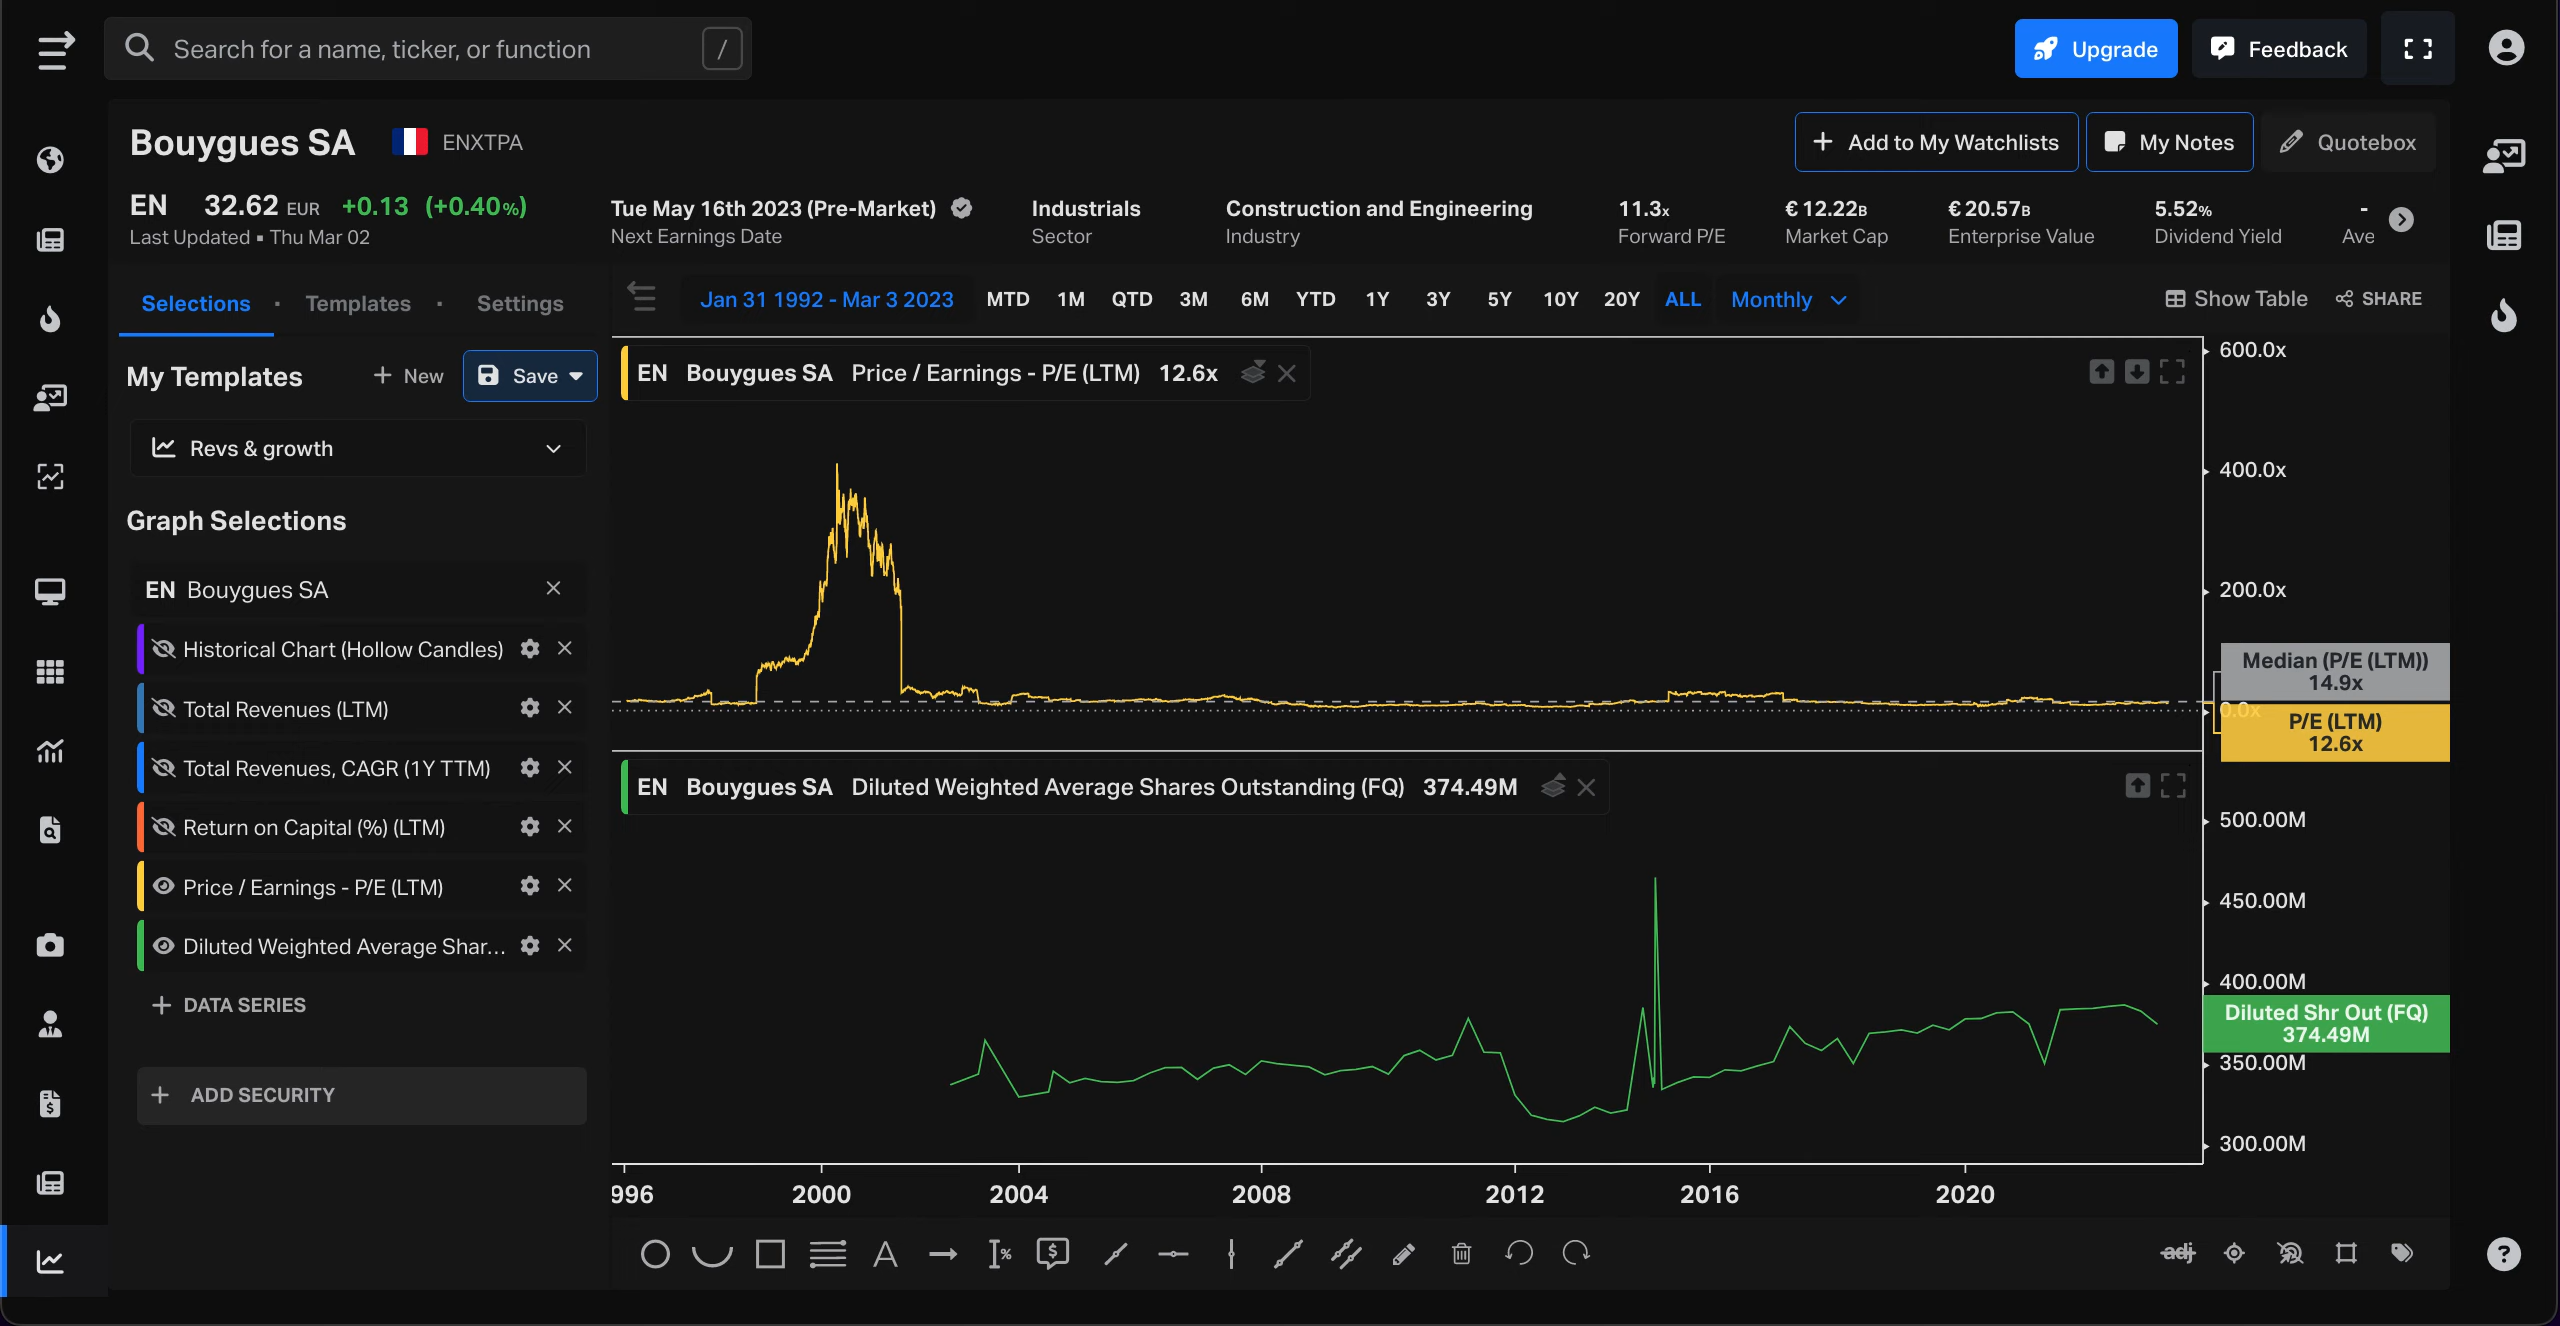 Search for a name, ticker, or function /
Upgrade
Feedback
Bouygues SA ENXTPA
+ Add to My Watchlists
My Notes
Quotebox
EN 32.62 EUR +0.13 (+0.40%)
Last Updated ▪ Thu Mar 02
Tue May 16th 2023 (Pre-Market)
Next Earnings Date
Industrials
Sector
Construction and Engineering
Industry
11.3x
Forward P/E
€12.22B
Market Cap
€20.57B
Enterprise Value
5.52%
Dividend Yield
-
Ave
Selections · Templates · Settings
Jan 31 1992 - Mar 3 2023 MTD 1M QTD 3M 6M YTD 1Y 3Y 5Y 10Y 20Y ALL Monthly
Show Table
SHARE
My Templates + New Save
Revs & growth
Graph Selections
EN Bouygues SA
Historical Chart (Hollow Candles)
Total Revenues (LTM)
Total Revenues, CAGR (1Y TTM)
Return on Capital (%) (LTM)
Price / Earnings - P/E (LTM)
Diluted Weighted Average Shar...
+ DATA SERIES
+ ADD SECURITY
EN Bouygues SA Price / Earnings - P/E (LTM) 12.6x
600.0x
400.0x
200.0x
Median (P/E (LTM))
14.9x
0.0x
P/E (LTM)
12.6x
EN Bouygues SA Diluted Weighted Average Shares Outstanding (FQ) 374.49M
500.00M
450.00M
400.00M
Diluted Shr Out (FQ)
374.49M
350.00M
300.00M
996 2000 2004 2008 2012 2016 2020
A
%
$
adj
?